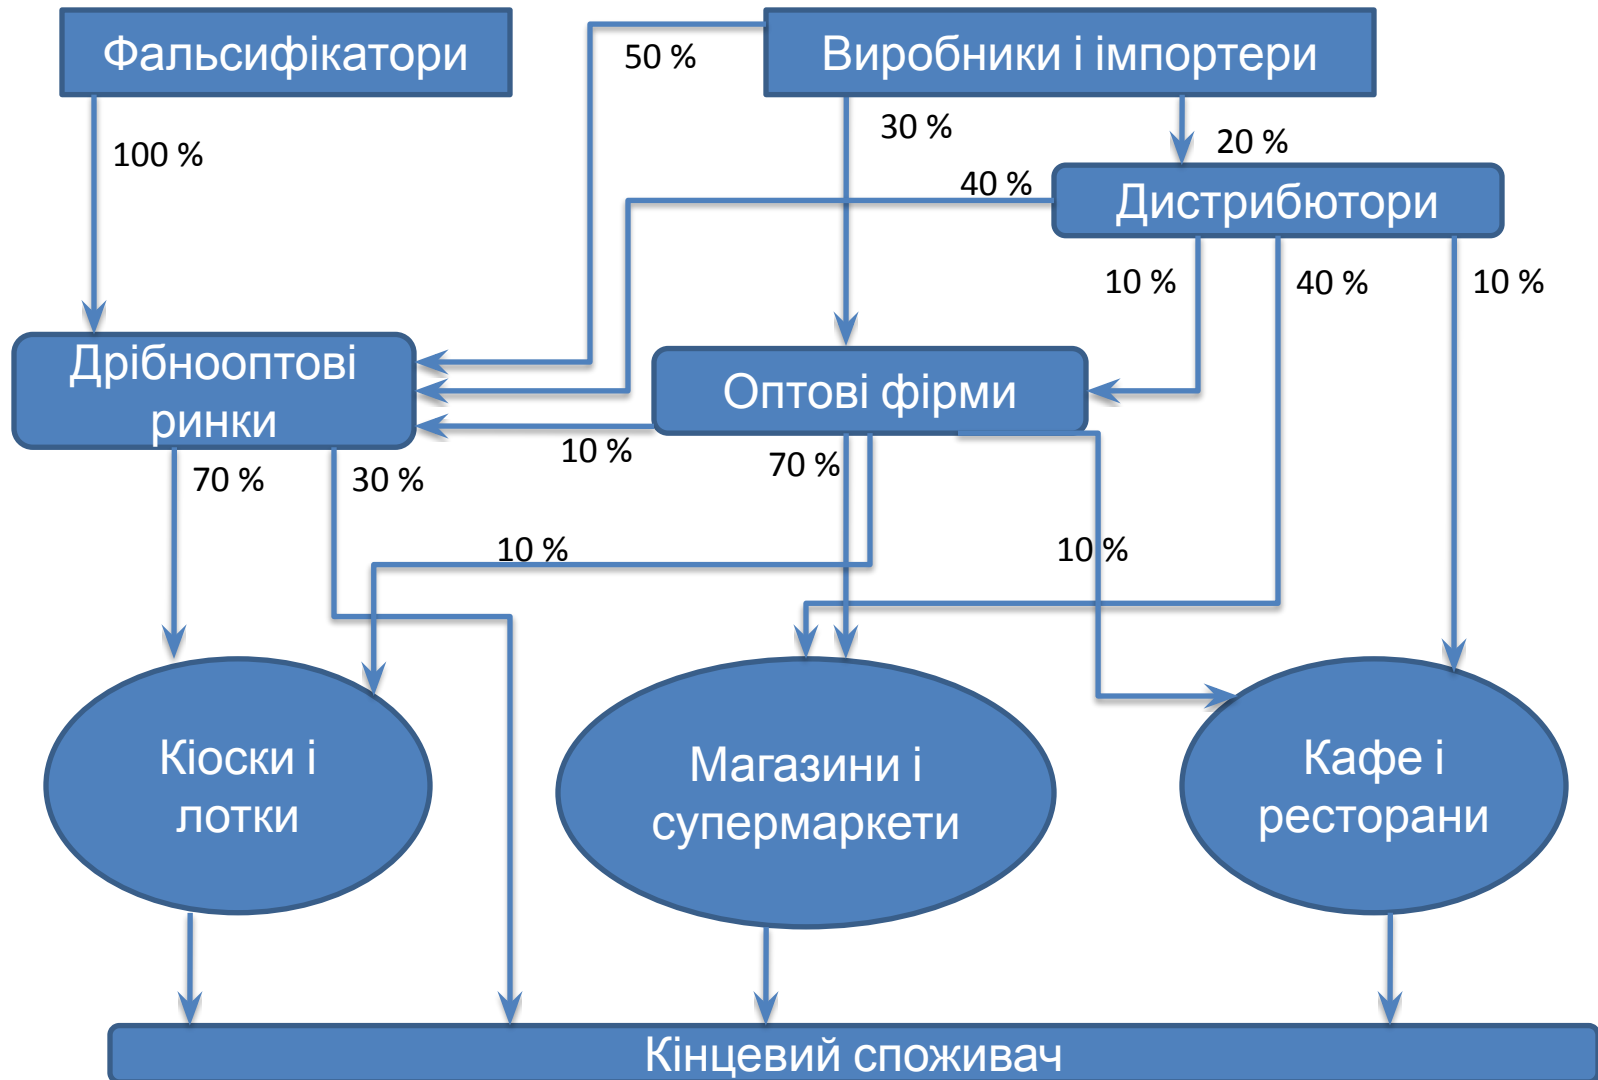 Фальсифікатори
50 %
Виробники і імпортери
100 %
30 %
20 %
40 %
Дистрибютори
10 %
40 %
10 %
Дрібнооптові
ринки
Оптові фірми
10 %
70 %
70 %
30 %
10 %
10 %
Кіоски і
лотки
Магазини і
супермаркети
Кафе і
ресторани
Кінцевий споживач